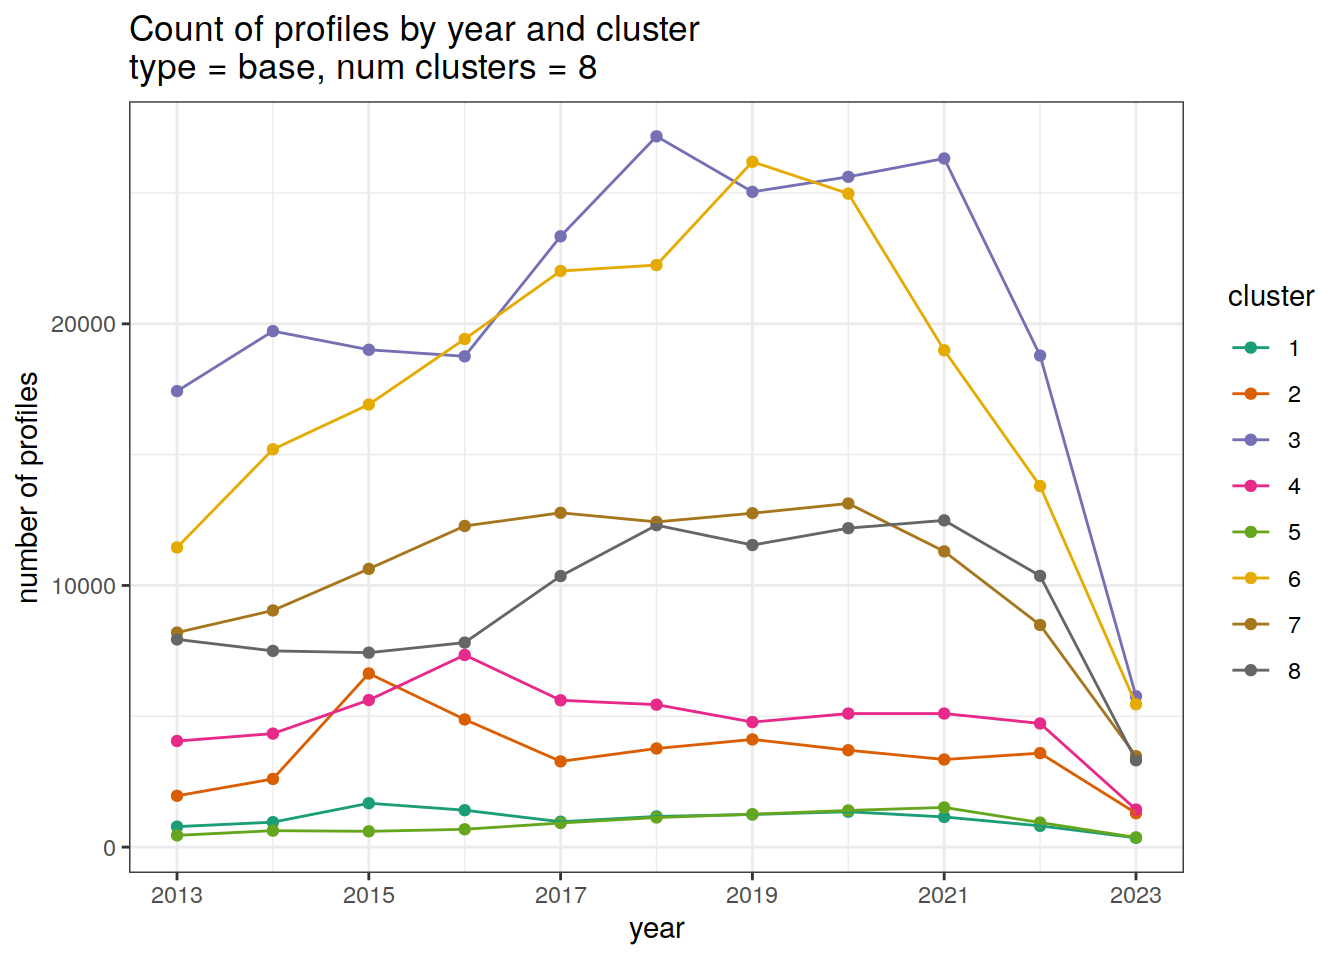 Count of profiles by year and cluster
type = base, num clusters = 8
number of profiles
20000
10000
0
2013 2015 2017 2019 2021 2023
year
cluster
1
2
3
4
5
6
7
8